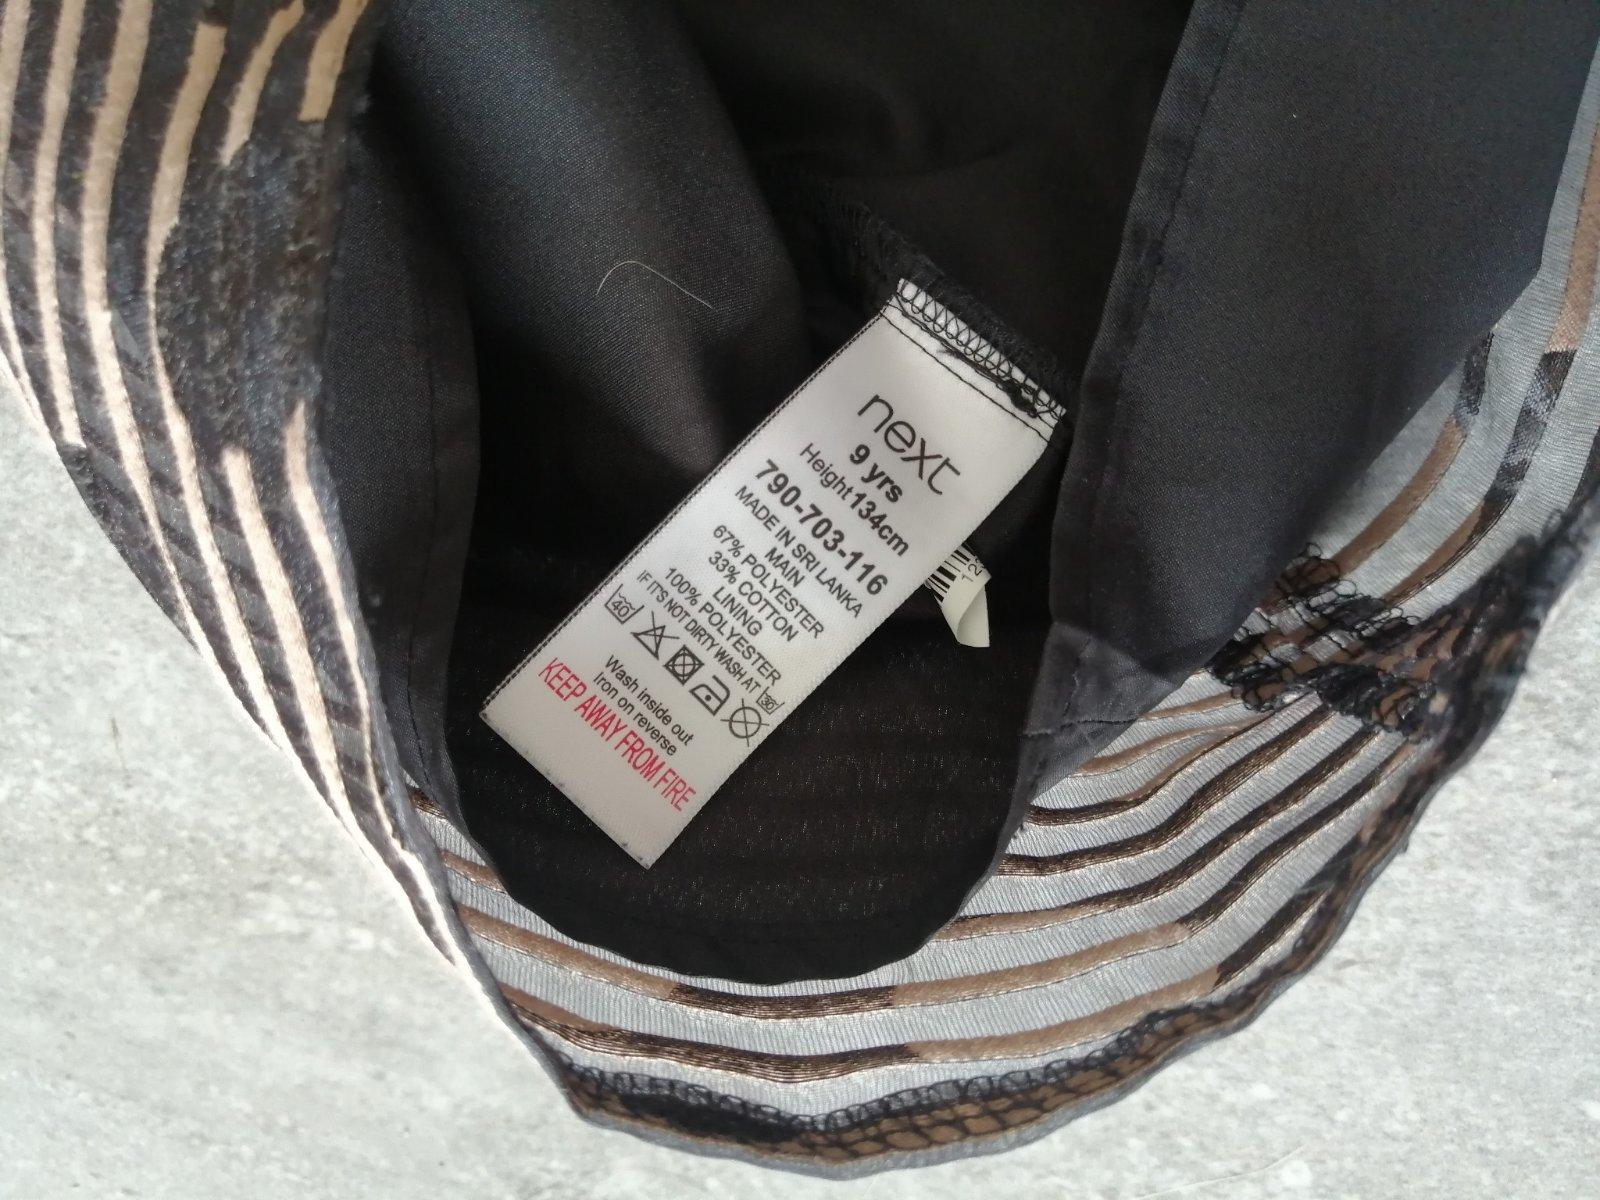 next
9 yrs
Height 134cm
790-703-116
MADE IN SRI LANKA
MAIN
67% POLYESTER
33% COTTON
LINING
100% POLYESTER
IF IT'S NOT DIRTY WASH AT 30
40
Wash inside out
Iron on reverse
KEEP AWAY FROM FIRE